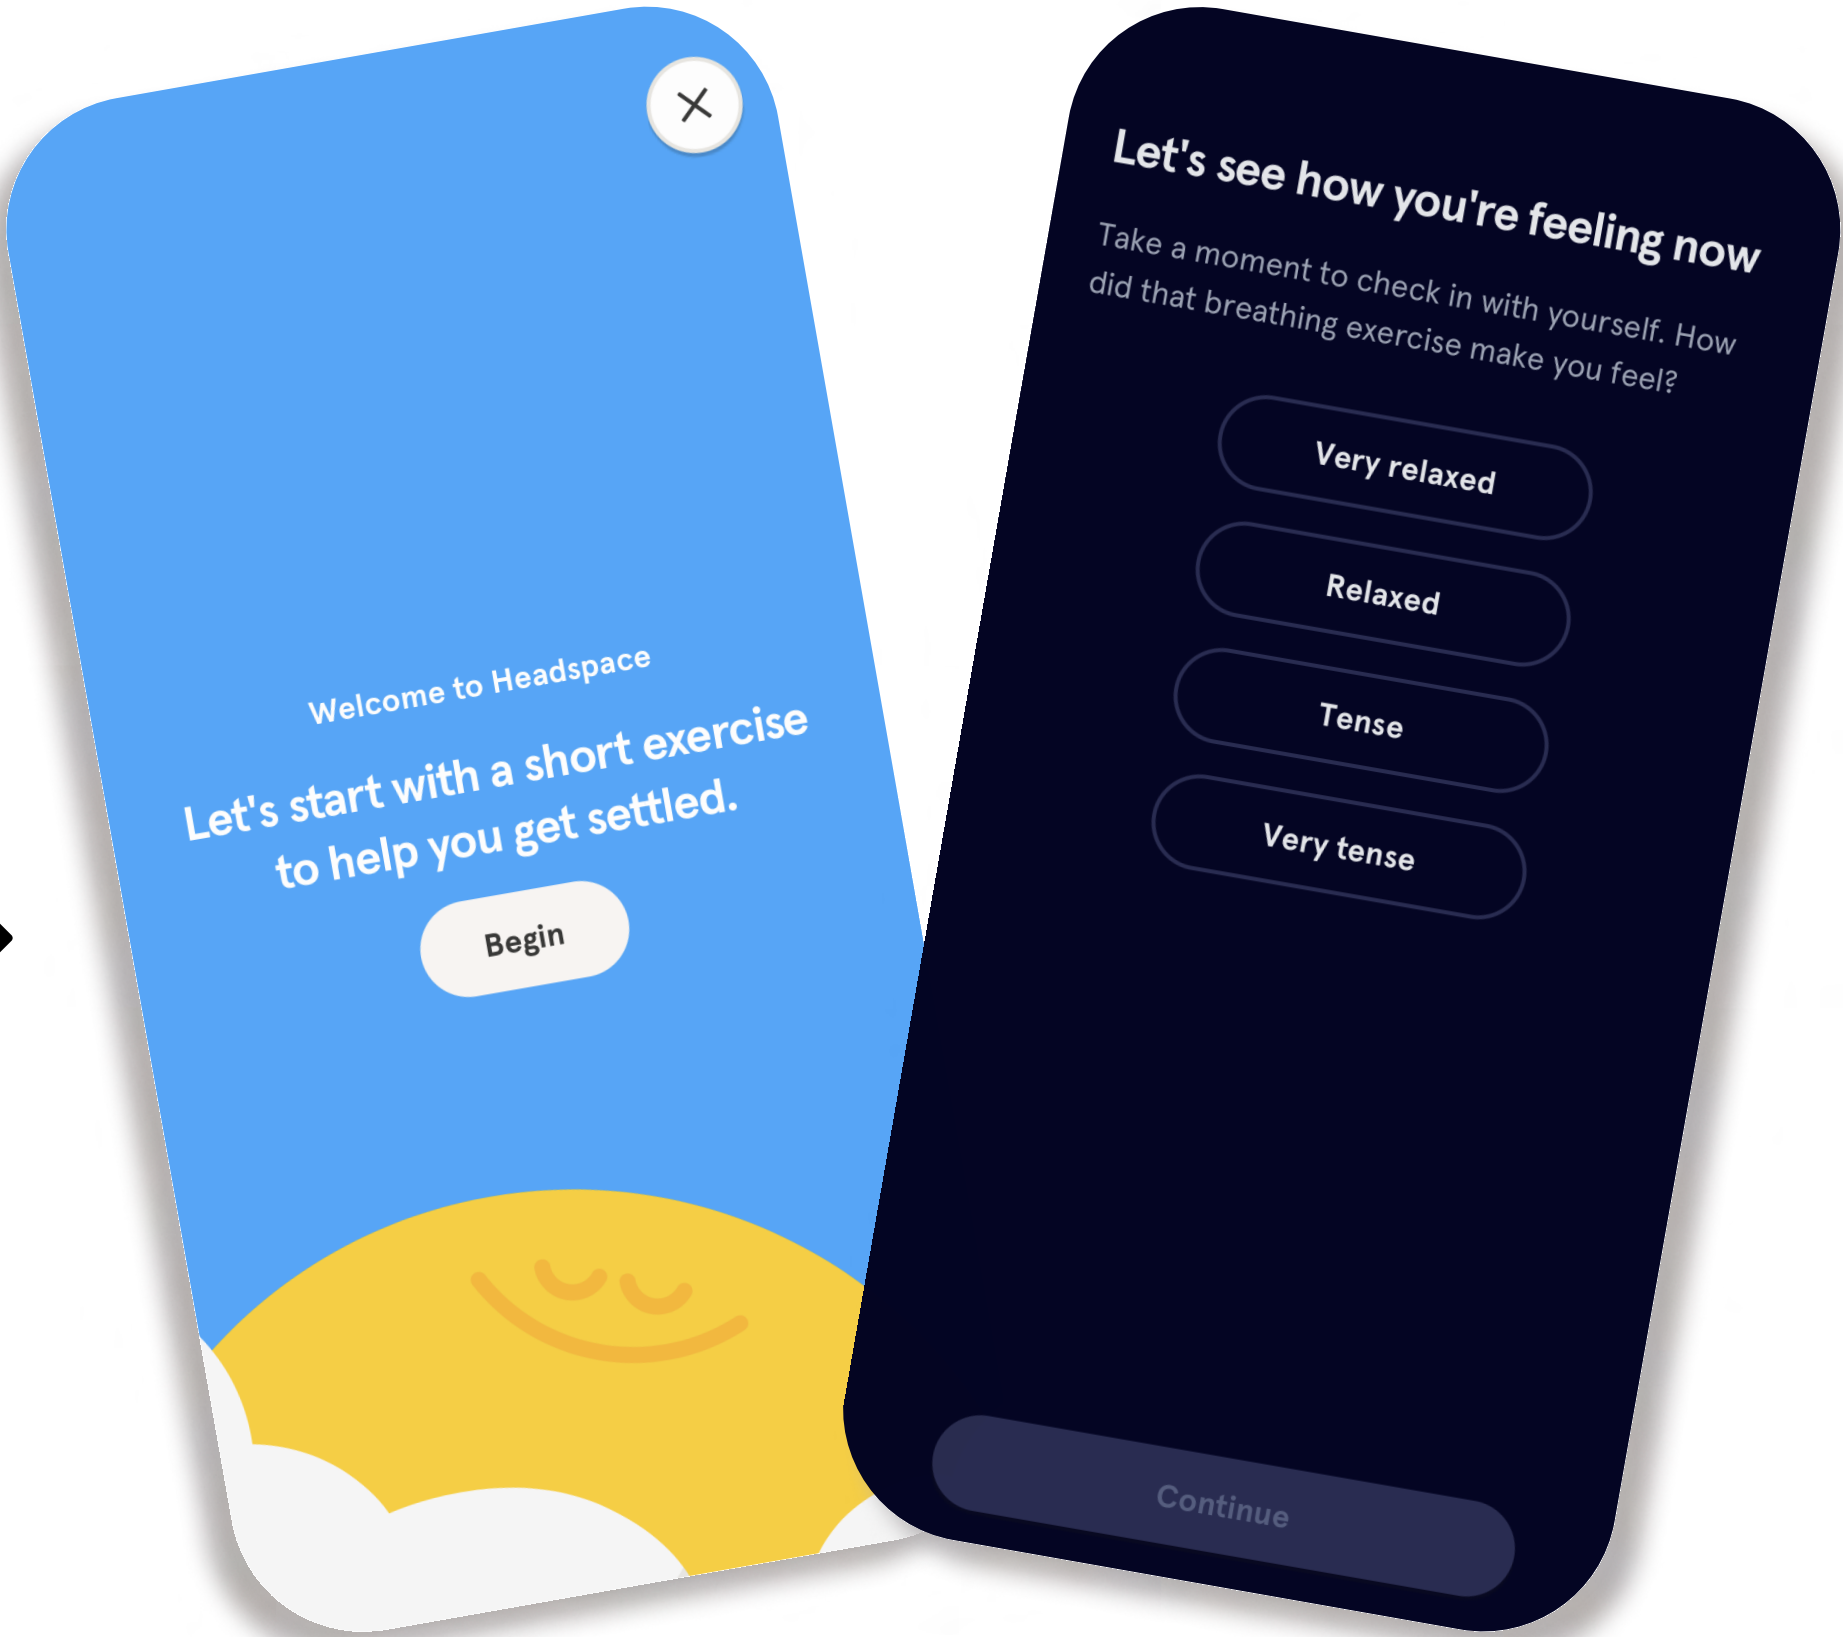 Welcome to Headspace
Let's start with a short exercise
to help you get settled.
Begin
Let's see how you're feeling now
Take a moment to check in with yourself. How
did that breathing exercise make you feel?
Very relaxed
Relaxed
Tense
Very tense
Continue